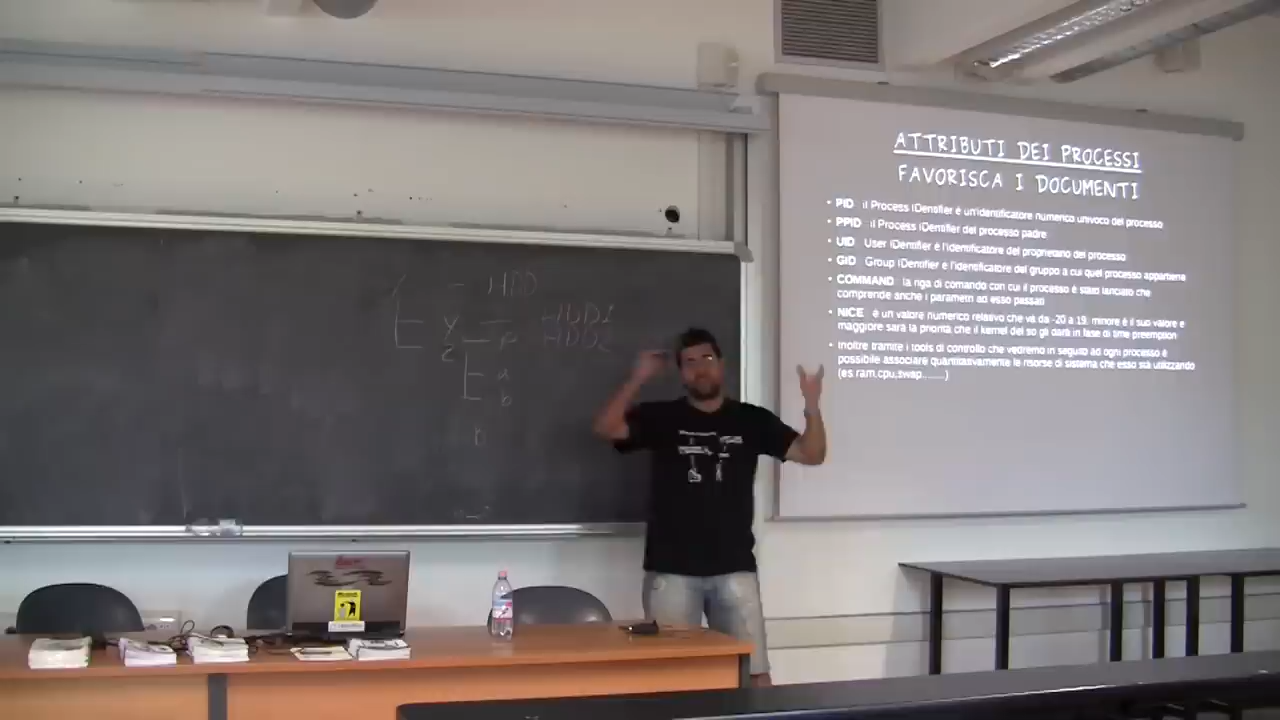 HDD
HDD1
HDD2
a
b
ATTRIBUTI DEI PROCESSI
FAVORISCA I DOCUMENTI
• PID il Process iDentifier è un'identificatore numerico univoco del processo
• PPID il Process iDentifier del processo padre
• UID User iDentifier è l'identificatore del proprietario del processo
• GID Group iDentifier è l'identificatore del gruppo a cui quel processo appartiene
• COMMAND la riga di comando con cui il processo è stato lanciato che
comprende anche i parametri ad esso passati
• NICE è un valore numerico relativo che va da -20 a 19, minore è il suo valore e
maggiore sarà la priorità che il kernel del so gli darà in fase di time preemption
• Inoltre tramite i tools di controllo che vedremo in seguito ad ogni processo è
possibile associare quantitativamente le risorse di sistema che esso sta utilizzando
(es ram,cpu,swap.......)